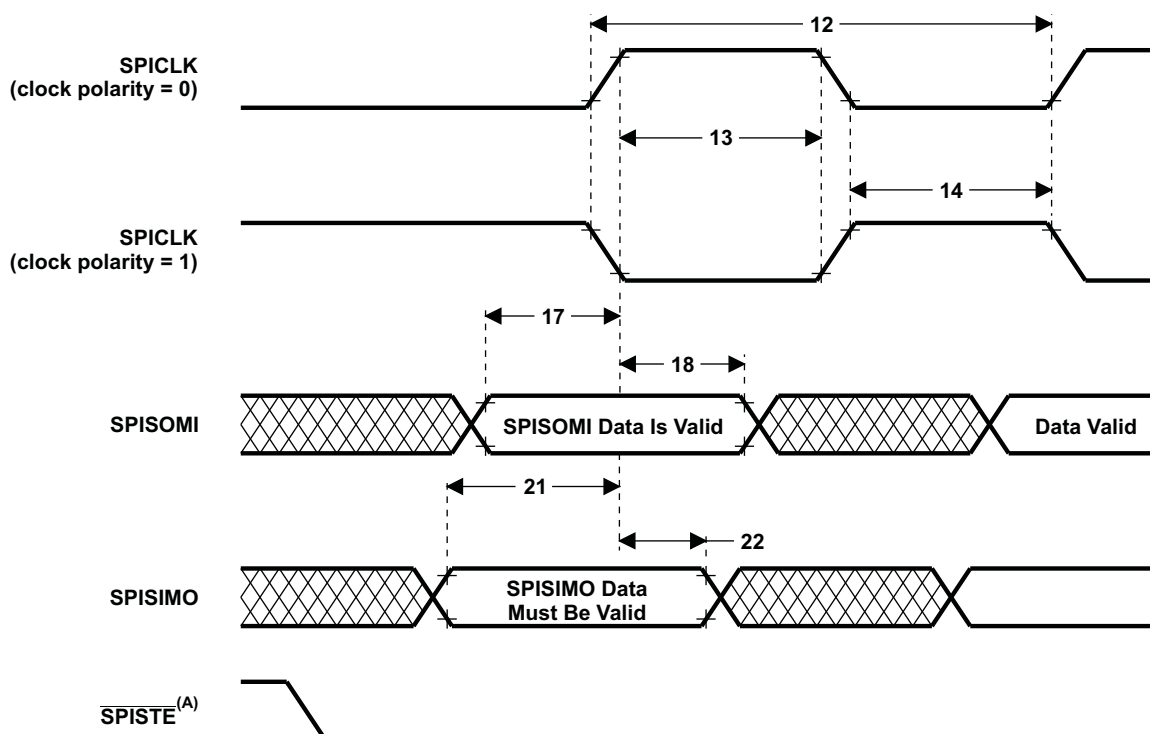 12
SPICLK
(clock polarity = 0)
13
14
SPICLK
(clock polarity = 1)
17
18
SPISOMI
SPISOMI Data Is Valid
Data Valid
21
22
SPISIMO
SPISIMO Data
Must Be Valid
SPISTE(A)